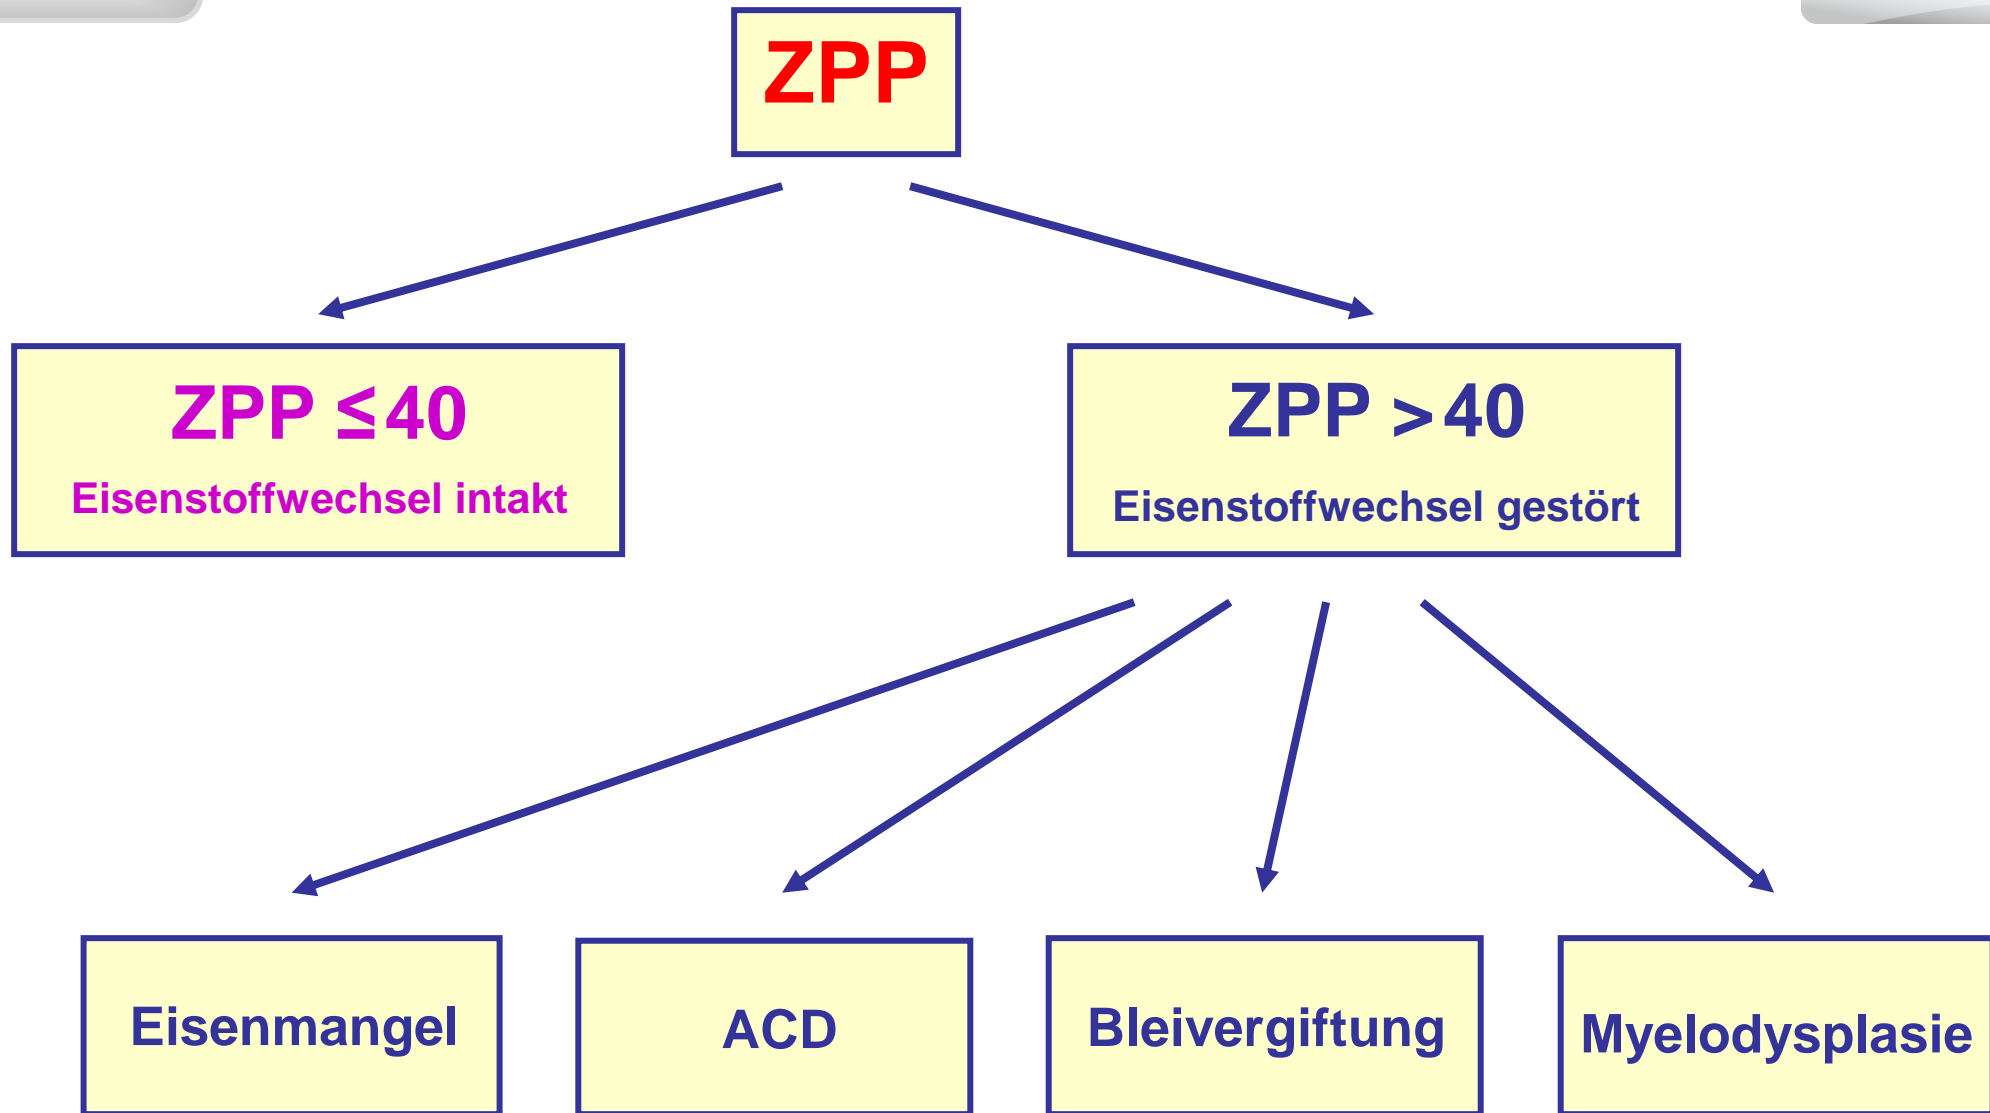 ZPP
ZPP ≤ 40
Eisenstoffwechsel intakt
ZPP > 40
Eisenstoffwechsel gestört
Eisenmangel
ACD
Bleivergiftung
Myelodysplasie